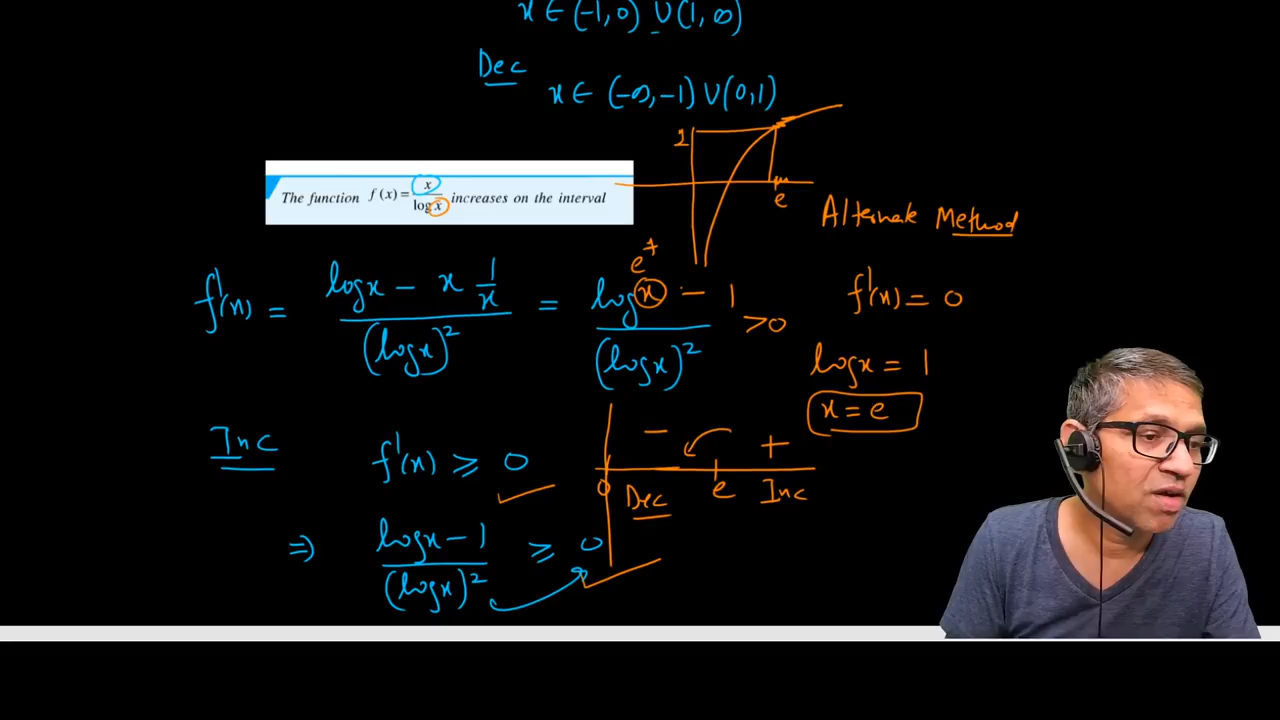 x ∈ (-1, 0) ∪ (1, ∞)
Dec
x ∈ (-∞, -1) ∪ (0, 1)
The function f (x) = x / log x increases on the interval
1
e
Alternate Method
f'(x) = (log x - x 1/x) / (log x)² = (log x - 1) / (log x)² > 0
e⁺
f'(x) = 0
log x = 1
x = e
Inc
f'(x) ≥ 0
- +
0 Dec e Inc
⇒ (log x - 1) / (log x)² ≥ 0